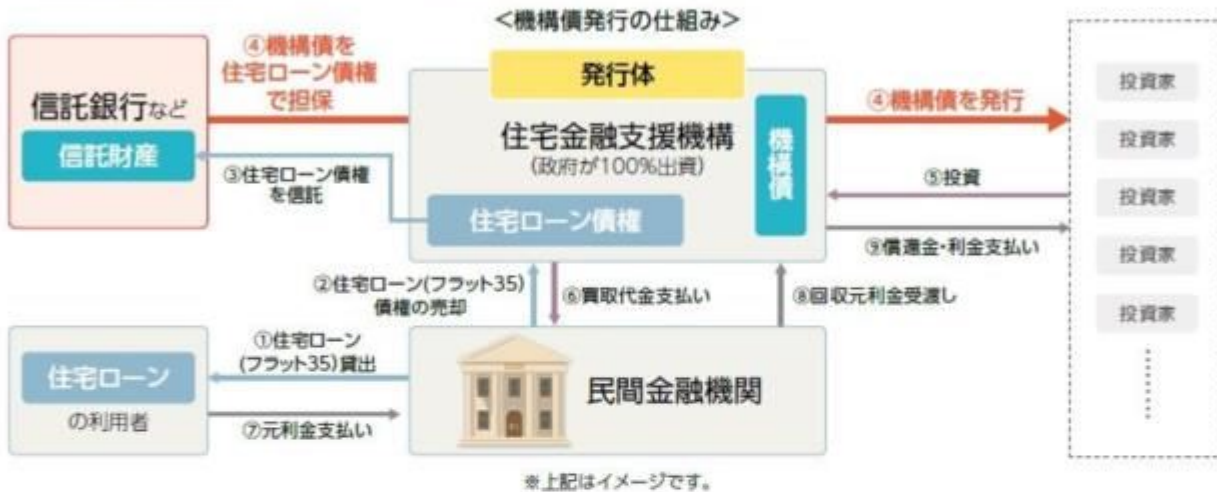 <機構債発行の仕組み>
④機構債を
住宅ローン債権
で担保
信託銀行など
信託財産
③住宅ローン債権
を信託
発行体
住宅金融支援機構
(政府が100%出資)
住宅ローン債権
機構債
④機構債を発行
⑤投資
⑨償還金・利金支払い
投資家
投資家
投資家
投資家
投資家
②住宅ローン(フラット35)
債権の売却
⑥買取代金支払い
⑧回収元利金受渡し
住宅ローン
の利用者
①住宅ローン
(フラット35)貸出
⑦元利金支払い
民間金融機関
※上記はイメージです。